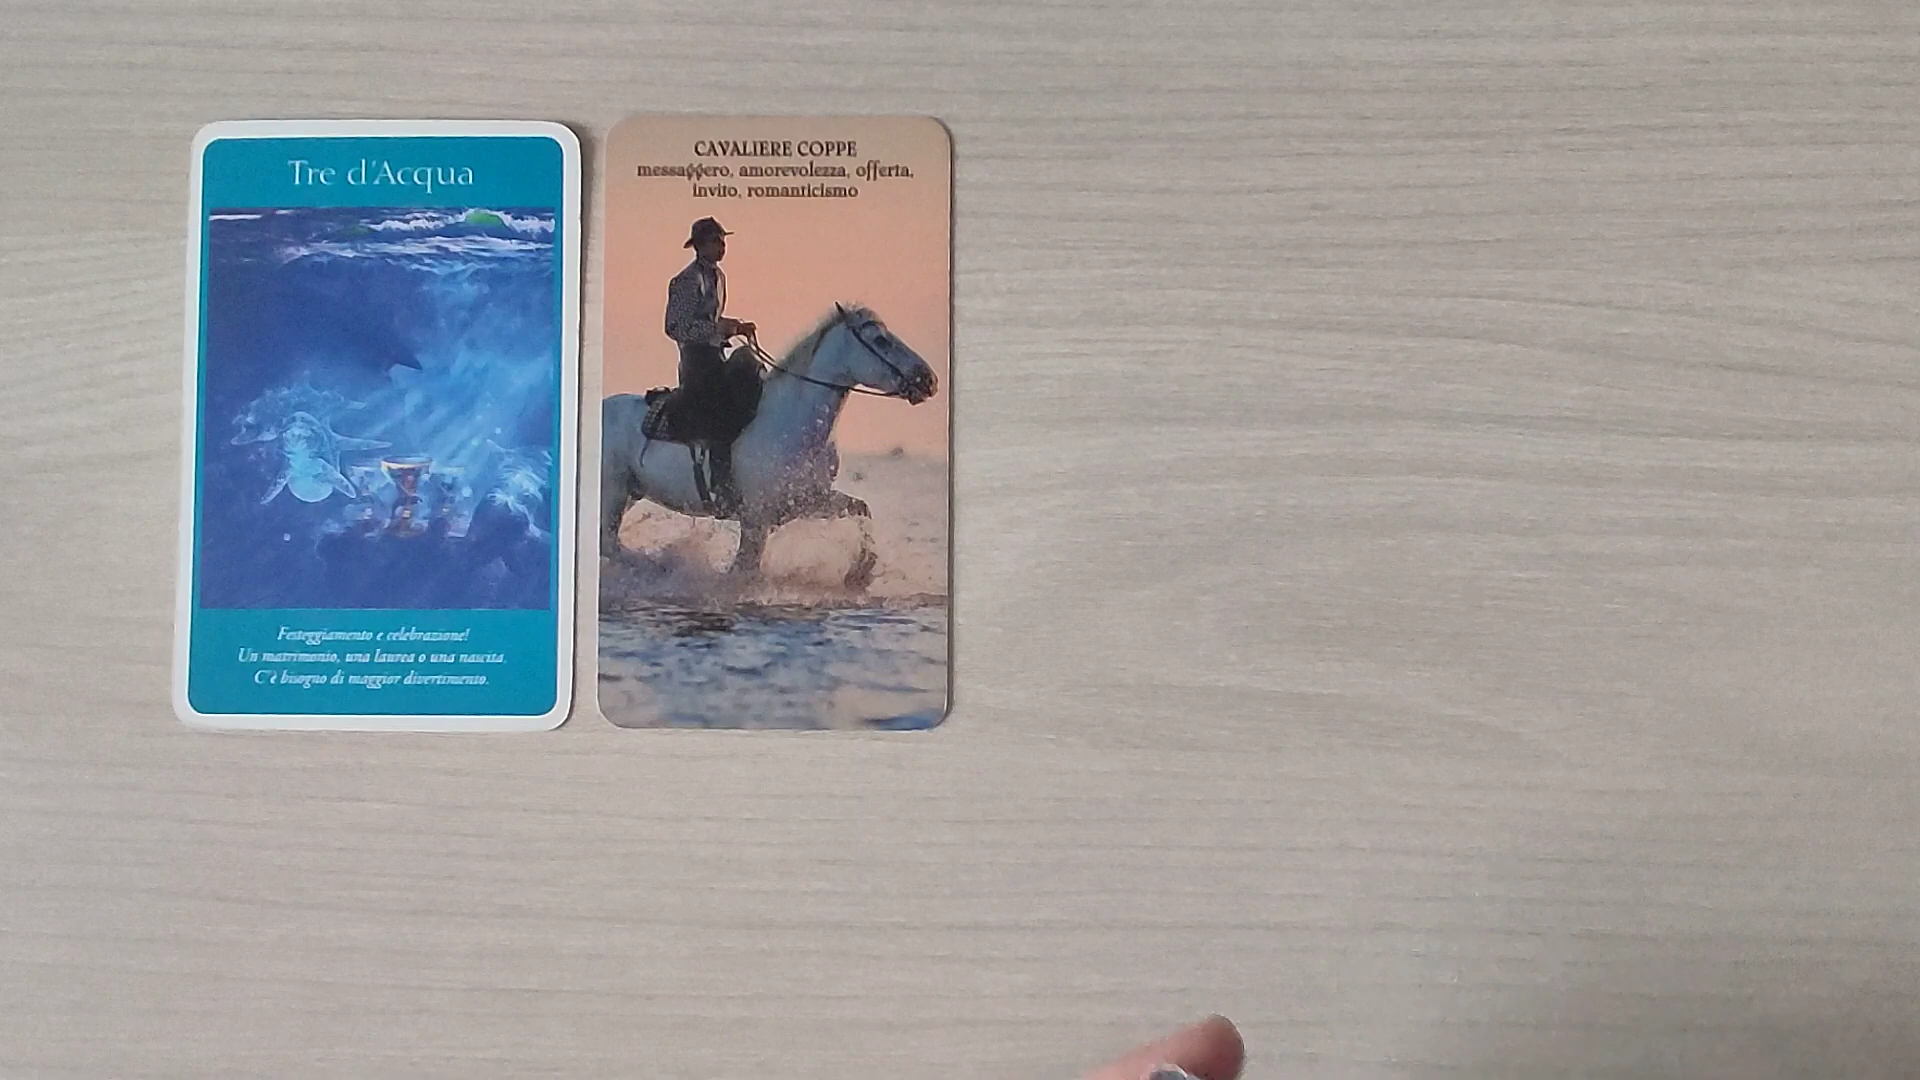 Tre d'Acqua
Festeggiamento e celebrazione!
Un matrimonio, una laurea o una nascita.
C'è bisogno di maggior divertimento.
CAVALIERE COPPE
messaggero, amorevolezza, offerta,
invito, romanticismo